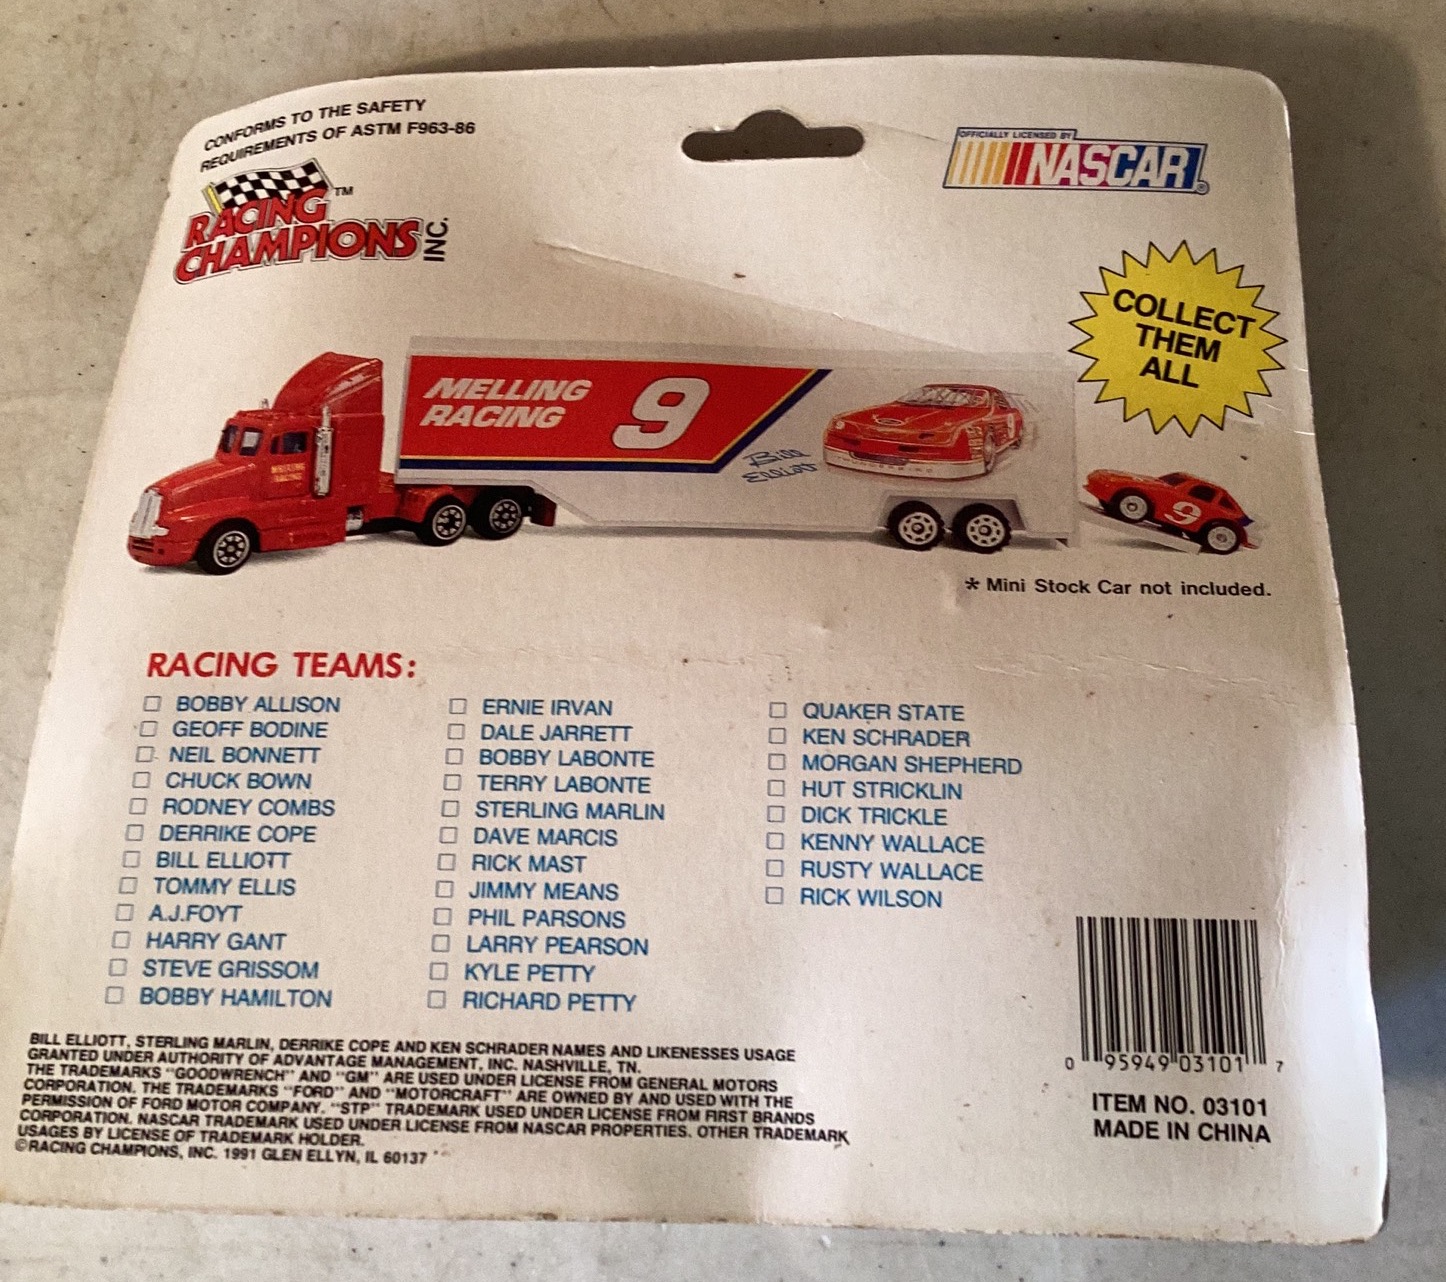 CONFORMS TO THE SAFETY
REQUIREMENTS OF ASTM F963-86
RACING
CHAMPIONS INC.
TM
OFFICIALLY LICENSED BY
NASCAR®
COLLECT
THEM
ALL
MELLING
RACING
9
Bill
Elliott
MELLING
RACING
9
* Mini Stock Car not included.
RACING TEAMS:
☐ BOBBY ALLISON
☐ GEOFF BODINE
☐ NEIL BONNETT
☐ CHUCK BOWN
☐ RODNEY COMBS
☐ DERRIKE COPE
☐ BILL ELLIOTT
☐ TOMMY ELLIS
☐ A.J.FOYT
☐ HARRY GANT
☐ STEVE GRISSOM
☐ BOBBY HAMILTON
☐ ERNIE IRVAN
☐ DALE JARRETT
☐ BOBBY LABONTE
☐ TERRY LABONTE
☐ STERLING MARLIN
☐ DAVE MARCIS
☐ RICK MAST
☐ JIMMY MEANS
☐ PHIL PARSONS
☐ LARRY PEARSON
☐ KYLE PETTY
☐ RICHARD PETTY
☐ QUAKER STATE
☐ KEN SCHRADER
☐ MORGAN SHEPHERD
☐ HUT STRICKLIN
☐ DICK TRICKLE
☐ KENNY WALLACE
☐ RUSTY WALLACE
☐ RICK WILSON
BILL ELLIOTT, STERLING MARLIN, DERRIKE COPE AND KEN SCHRADER NAMES AND LIKENESSES USAGE
GRANTED UNDER AUTHORITY OF ADVANTAGE MANAGEMENT, INC. NASHVILLE, TN.
THE TRADEMARKS "GOODWRENCH" AND "GM" ARE USED UNDER LICENSE FROM GENERAL MOTORS
CORPORATION. THE TRADEMARKS "FORD" AND "MOTORCRAFT" ARE OWNED BY AND USED WITH THE
PERMISSION OF FORD MOTOR COMPANY. "STP" TRADEMARK USED UNDER LICENSE FROM FIRST BRANDS
CORPORATION. NASCAR TRADEMARK USED UNDER LICENSE FROM NASCAR PROPERTIES. OTHER TRADEMARK
USAGES BY LICENSE OF TRADEMARK HOLDER.
©RACING CHAMPIONS, INC. 1991 GLEN ELLYN, IL 60137
0 95949 03101 7
ITEM NO. 03101
MADE IN CHINA